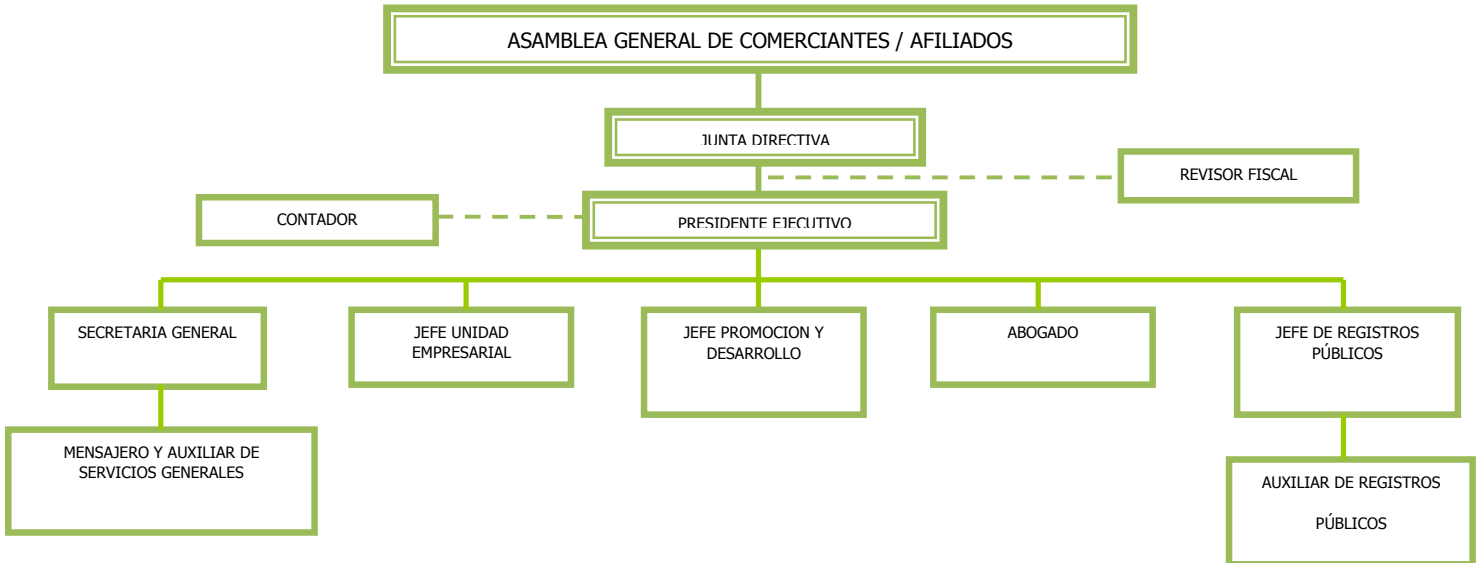 ASAMBLEA GENERAL DE COMERCIANTES / AFILIADOS
JUNTA DIRECTIVA
REVISOR FISCAL
CONTADOR
PRESIDENTE EJECUTIVO
SECRETARIA GENERAL
JEFE UNIDAD
EMPRESARIAL
JEFE PROMOCION Y
DESARROLLO
ABOGADO
JEFE DE REGISTROS
PÚBLICOS
MENSAJERO Y AUXILIAR DE
SERVICIOS GENERALES
AUXILIAR DE REGISTROS
PÚBLICOS